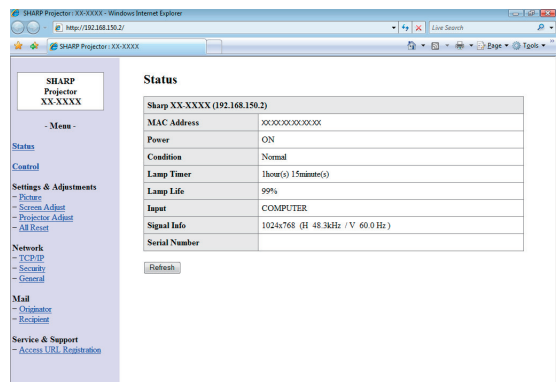 SHARP Projector : XX-XXXX - Windows Internet Explorer
http://192.168.150.2/
Live Search
SHARP Projector : XX-XXXX
Page
Tools
SHARP
Projector
XX-XXXX
- Menu -
Status
Control
Settings & Adjustments
– Picture
– Screen Adjust
– Projector Adjust
– All Reset
Network
– TCP/IP
– Security
– General
Mail
– Originator
– Recipient
Service & Support
– Access URL Registration
Status
Sharp XX-XXXX (192.168.150.2)
MAC Address XX:XX:XX:XX:XX:XX
Power ON
Condition Normal
Lamp Timer 1hour(s) 15minute(s)
Lamp Life 99%
Input COMPUTER
Signal Info 1024x768 (H 48.3kHz / V 60.0 Hz )
Serial Number
Refresh